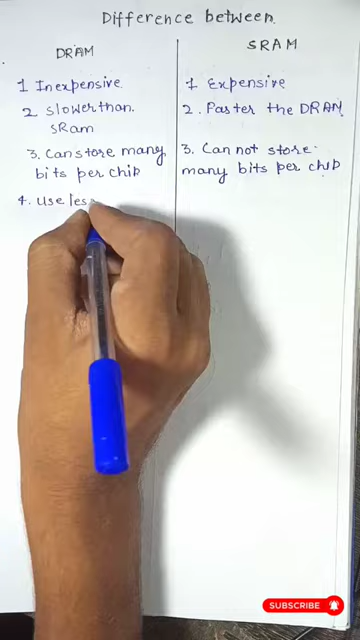 Difference between
DRAM
SRAM
1 Inexpensive
2 slower than
SRam
3. Can store many
bits per chip
4. use les
1 Expensive
2. Faster the DRAM
3. Can not store
many bits per chip
SUBSCRIBE